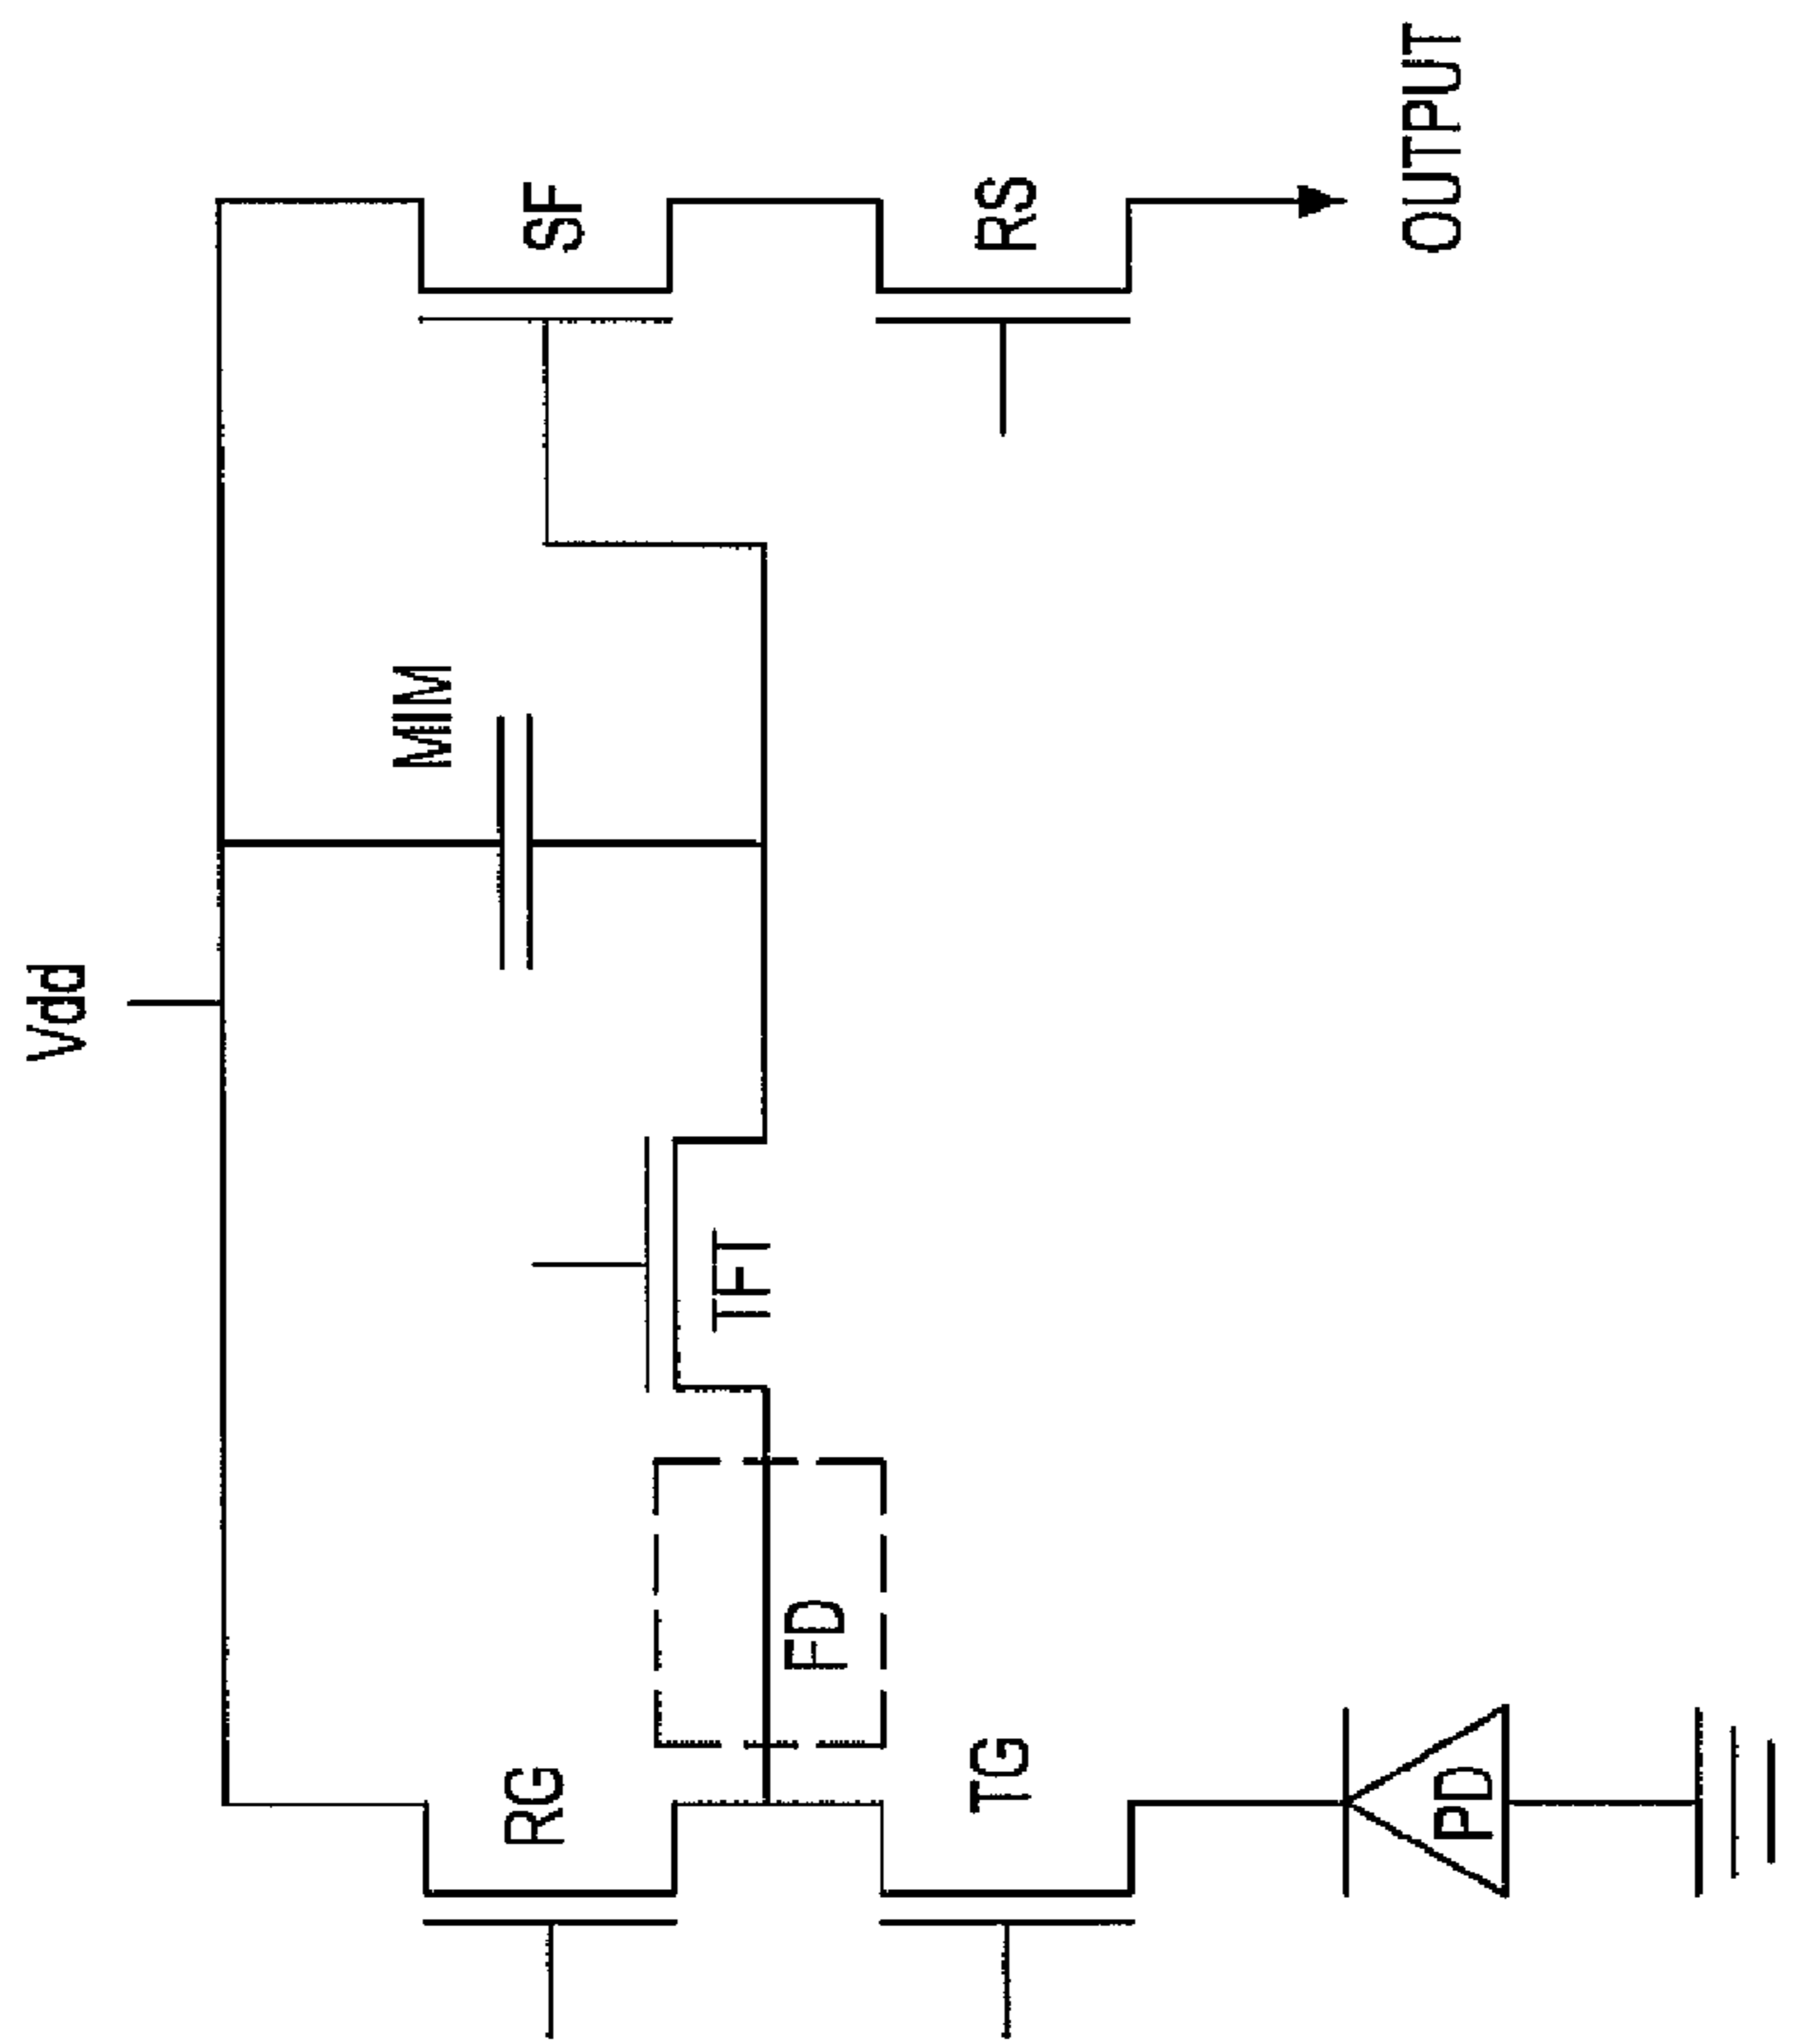 Vdd
SF
MIM
RS
OUTPUT
TFT
FD
RG
TG
PD